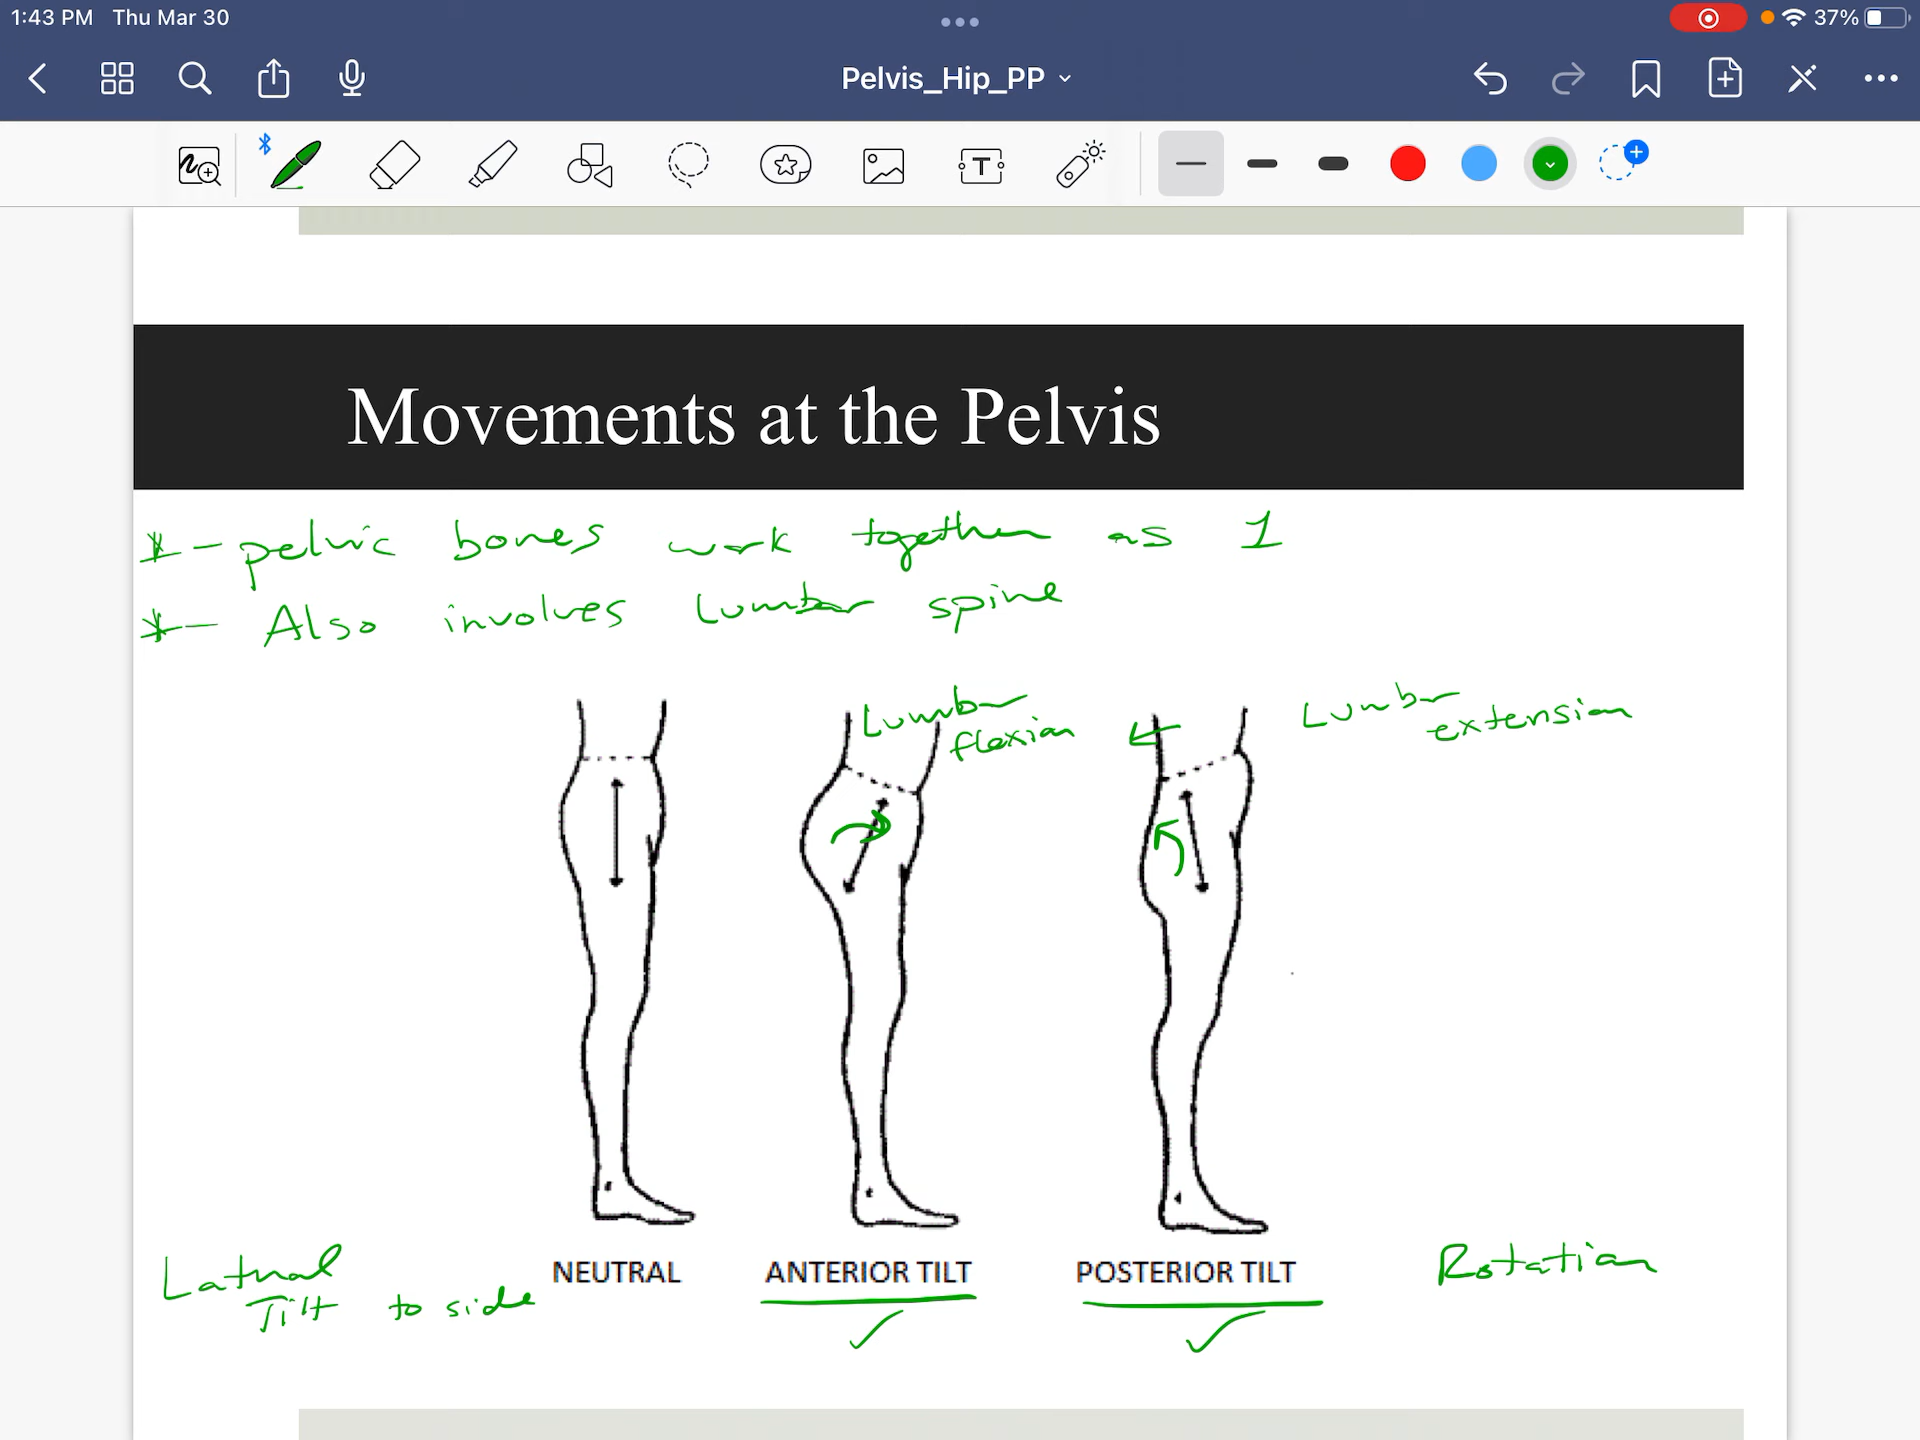 1:43 PM Thu Mar 30
37%
Pelvis_Hip_PP
T
Movements at the Pelvis
* - pelvic bones work together as 1
* - Also involves Lumbar spine
Lumbar flexion
Lumbar extension
NEUTRAL
ANTERIOR TILT
POSTERIOR TILT
Lateral
Tilt to side
Rotation